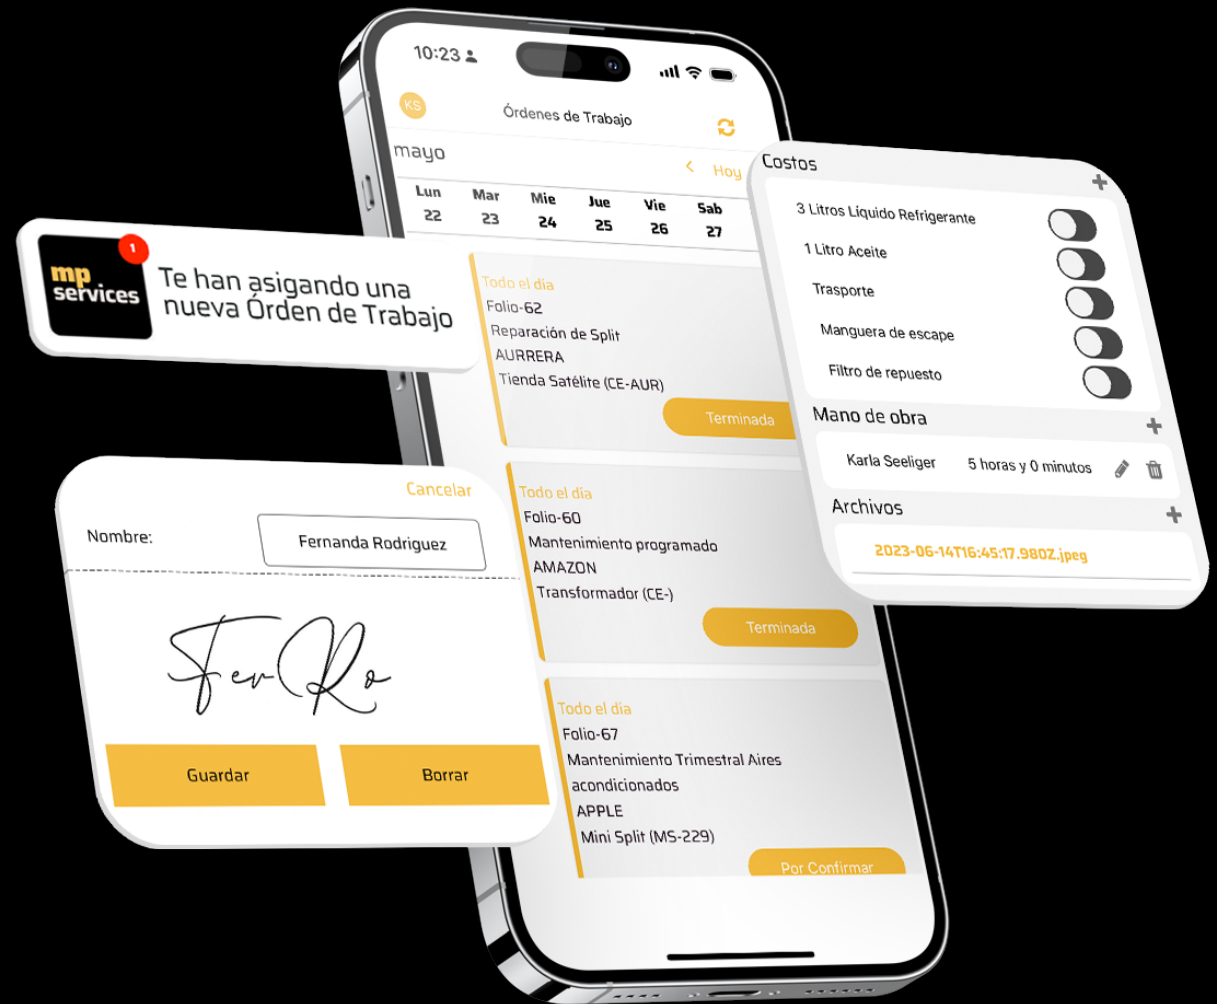 10:23
KS
Órdenes de Trabajo
mayo
Hoy
Lun Mar Mie Jue Vie Sab
22 23 24 25 26 27
Todo el día
Folio-62
Reparación de Split
AURRERA
Tienda Satélite (CE-AUR)
Terminada
Todo el día
Folio-60
Mantenimiento programado
AMAZON
Transformador (CE-)
Terminada
Todo el día
Folio-67
Mantenimiento Trimestral Aires
acondicionados
APPLE
Mini Split (MS-229)
Por Confirmar
1
mp
services
Te han asigando una
nueva Órden de Trabajo
Cancelar
Nombre: Fernanda Rodriguez
FerRo
Guardar Borrar
Costos
3 Litros Líquido Refrigerante
1 Litro Aceite
Trasporte
Manguera de escape
Filtro de repuesto
Mano de obra
Karla Seeliger 5 horas y 0 minutos
Archivos
2023-06-14T16:45:17.980Z.jpeg